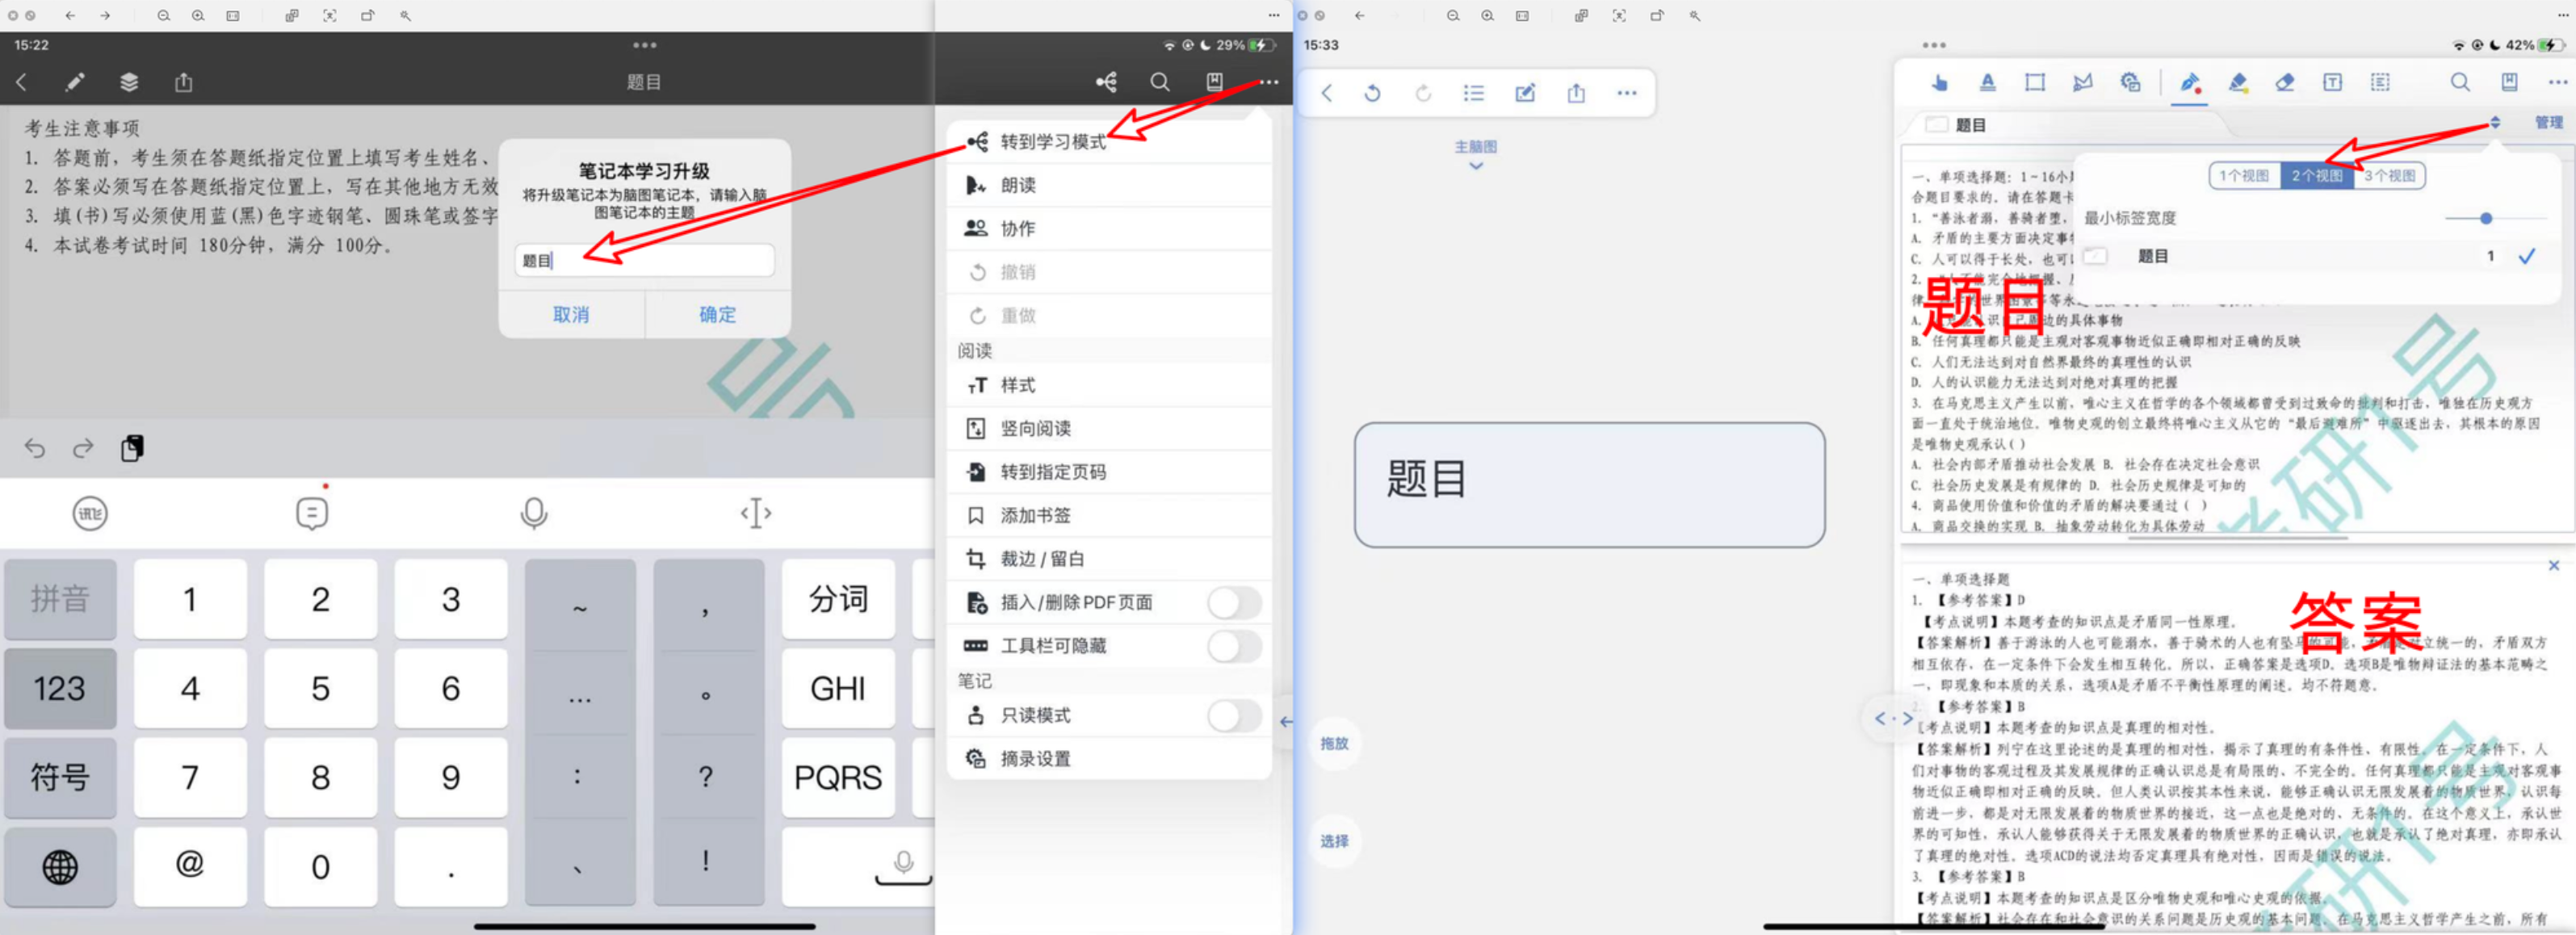 15:22
题目
29%
考生注意事项
1. 答题前，考生须在答题纸指定位置上填写考生姓名、
2. 答案必须写在答题纸指定位置上，写在其他地方无效
3. 填(书)写必须使用蓝(黑)色字迹钢笔、圆珠笔或签字
4. 本试卷考试时间 180分钟，满分 100分。
笔记本学习升级
将升级笔记本为脑图笔记本，请输入脑
图笔记本的主题
题目
取消
确定
号
讯飞
拼音
1
2
3
~
,
分词
123
4
5
6
...
。
GHI
符号
7
8
9
:
?
PQRS
@
0
.
、
!
转到学习模式
朗读
协作
撤销
重做
阅读
样式
竖向阅读
转到指定页码
添加书签
裁边 / 留白
插入/删除PDF页面
工具栏可隐藏
笔记
只读模式
摘录设置
15:33
42%
主脑图
题目
拖放
选择
题目
管理
1个视图
2个视图
3个视图
最小标签宽度
题目
1
一、单项选择题：1-16小
合题目要求的。请在答题卡
1. “善泳者溺，善骑者堕，
A. 矛盾的主要方面决定事
C. 人可以得于长处，也可
2.
题目
B. 任何真理都只能是主观对客观事物近似正确即相对正确的反映
C. 人们无法达到对自然界最终的真理性的认识
D. 人的认识能力无法达到对绝对真理的把握
3. 在马克思主义产生以前，唯心主义在哲学的各个领域都曾受到过致命的批判和打击，唯独在历史观方
面一直处于统治地位。唯物史观的创立最终将唯心主义从它的“最后避难所”中驱逐出去，其根本的原因
是唯物史观承认( )
A. 社会内部矛盾推动社会发展 B. 社会存在决定社会意识
C. 社会历史发展是有规律的 D. 社会历史规律是可知的
4. 商品使用价值和价值的矛盾的解决要通过( )
A. 商品交换的实现 B. 抽象劳动转化为具体劳动
考研1号
答案
一、单项选择题
1. 【参考答案】D
【考点说明】本题考查的知识点是矛盾同一性原理。
【答案解析】善于游泳的人也可能溺水，善于骑术的人也有坠马的可能，立统一的，矛盾双方
相互依存，在一定条件下会发生相互转化。所以，正确答案是选项D。选项B是唯物辩证法的基本范畴之
一，即现象和本质的关系，选项A是矛盾不平衡性原理的阐述。均不符题意。
2. 【参考答案】B
【考点说明】本题考查的知识点是真理的相对性。
【答案解析】列宁在这里论述的是真理的相对性，揭示了真理的有条件性、有限性。在一定条件下，人
们对事物的客观过程及其发展规律的正确认识总是有局限的、不完全的。任何真理都只能是主观对客观事
物近似正确即相对正确的反映。但人类认识按其本性来说，能够正确认识无限发展着的物质世界，认识每
前进一步，都是对无限发展着的物质世界的接近，这一点也是绝对的、无条件的。在这个意义上，承认世
界的可知性，承认人能够获得关于无限发展着的物质世界的正确认识，也就是承认了绝对真理，亦即承认
了真理的绝对性。选项ACD的说法均否定真理具有绝对性，因而是错误的说法。
3. 【参考答案】B
【考点说明】本题考查的知识点是区分唯物史观和唯心史观的依据。
【答案解析】社会存在和社会意识的关系问题是历史观的基本问题。在马克思主义哲学产生之前，所有
研1号